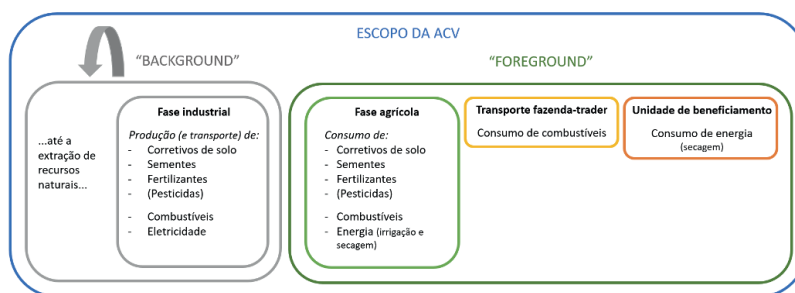 ESCOPO DA ACV
"BACKGROUND"
"FOREGROUND"
...até a
extração de
recursos
naturais...
Fase industrial
Produção (e transporte) de:
- Corretivos de solo
- Sementes
- Fertilizantes
- (Pesticidas)
- Combustíveis
- Eletricidade
Fase agrícola
Consumo de:
- Corretivos de solo
- Sementes
- Fertilizantes
- (Pesticidas)
- Combustíveis
- Energia (irrigação e
secagem)
Transporte fazenda-trader
Consumo de combustíveis
Unidade de beneficiamento
Consumo de energia
(secagem)